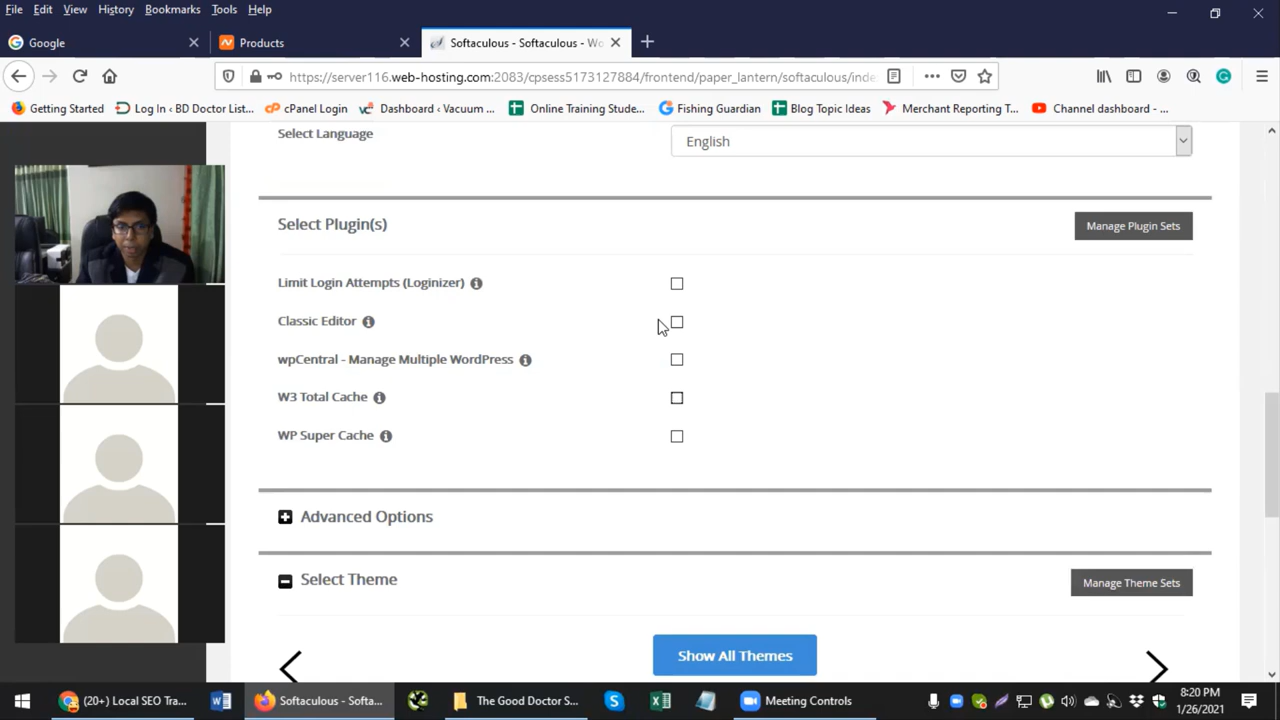 File Edit View History Bookmarks Tools Help
Google
Products
Softaculous - Softaculous - Wo
https://server116.web-hosting.com:2083/cpsess5173127884/frontend/paper_lantern/softaculous/inde
Getting Started
Log In ‹ BD Doctor List...
cPanel Login
Dashboard ‹ Vacuum ...
Online Training Stude...
Fishing Guardian
Blog Topic Ideas
Merchant Reporting T...
Channel dashboard - ...
Select Language
English
Select Plugin(s)
Manage Plugin Sets
Limit Login Attempts (Loginizer)
Classic Editor
wpCentral - Manage Multiple WordPress
W3 Total Cache
WP Super Cache
Advanced Options
Select Theme
Manage Theme Sets
Show All Themes
(20+) Local SEO Tra...
Softaculous - Softa...
The Good Doctor S...
Meeting Controls
8:20 PM
1/26/2021